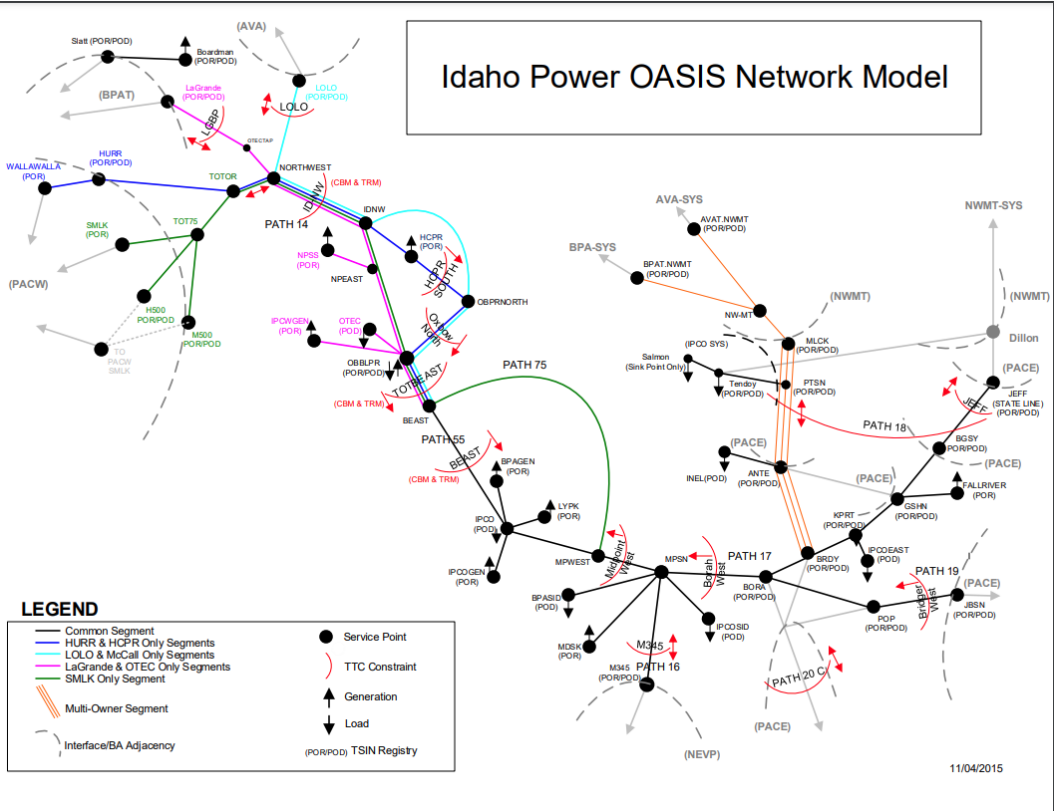 Idaho Power OASIS Network Model
(AVA)
Slatt (POR/POD)
Boardman
(POR/POD)
(BPAT)
LaGrande
(POR/POD)
LGBP
LOLO
(POR/POD)
LOLO
OTECTAP
WALLAWALLA
(POR)
HURR
(POR/POD)
TOTOR
NORTHWEST
(CBM & TRM)
ID-NW
PATH 14
IDNW
SMLK
(POR)
TOT75
(PACW)
H500
POR/POD
M500
POR/POD
TO
PACW
SMLK
NPSS
(POR)
NPEAST
HCPR
(POR)
HCPR
SOUTH
OBPRNORTH
Oxbow
North
IPCWGEN
(POR)
OTEC
(POD)
OBBLPR
(POR/POD)
TOTBEAST
(CBM & TRM)
BEAST
PATH 75
PATH 55
BEAST
(CBM & TRM)
BPAGEN
(POR)
LYPK
(POR)
IPCO
(POD)
IPCOGEN
(POR)
MPWEST
Midpoint
West
MPSN
Borah
West
PATH 17
BPASID
(POD)
MDSK
(POR)
IPCOSID
(POD)
M345
M345
(POR/POD)
PATH 16
(NEVP)
AVA-SYS
AVAT.NWMT
(POR/POD)
BPA-SYS
BPAT.NWMT
(POR/POD)
NWMT-SYS
NW-MT
(NWMT)
(NWMT)
MLCK
(POR/POD)
Dillon
(IPCO SYS)
Salmon
(Sink Point Only)
Tendoy
(POR/POD)
PTSN
(POR/POD)
(PACE)
JEFF
JEFF
(STATE LINE)
(POR/POD)
PATH 18
BGSY
POR/POD)
(PACE)
(PACE)
INEL(POD)
ANTE
(POR/POD)
(PACE)
GSHN
(POR/POD)
FALLRIVER
(POR)
KPRT
(POR/POD)
BRDY
(POR/POD)
IPCOEAST
(POD)
BORA
(POR/POD)
PATH 19
Bridger
West
(PACE)
JBSN
(POR/POD)
POP
(POR/POD)
PATH 20 C
(PACE)
LEGEND
Common Segment
HURR & HCPR Only Segments
LOLO & McCall Only Segments
LaGrande & OTEC Only Segments
SMLK Only Segment
Multi-Owner Segment
Interface/BA Adjacency
Service Point
TTC Constraint
Generation
Load
(POR/POD) TSIN Registry
11/04/2015